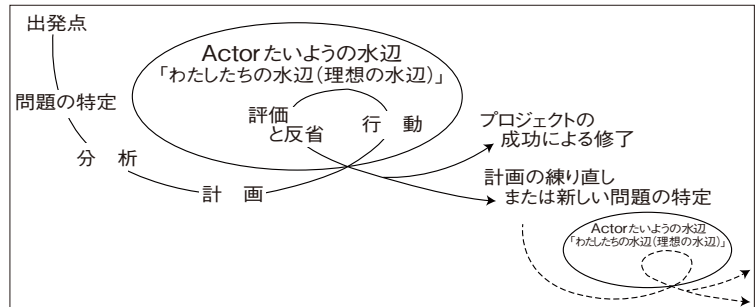 出発点
Actorたいようの水辺
「わたしたちの水辺（理想の水辺）」
問題の特定
評価
と反省
行　動
分　析
計　画
プロジェクトの
成功による修了
計画の練り直し
または新しい問題の特定
Actorたいようの水辺
「わたしたちの水辺（理想の水辺）」